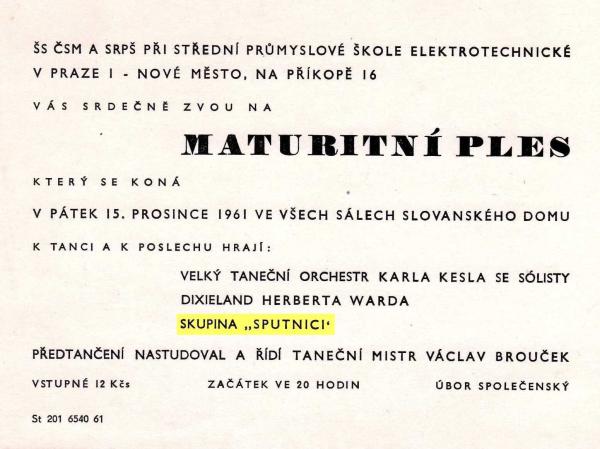 ŠS ČSM A SRPŠ PŘI STŘEDNÍ PRŮMYSLOVÉ ŠKOLE ELEKTROTECHNICKÉ
V PRAZE 1 - NOVÉ MĚSTO, NA PŘÍKOPĚ 16
VÁS SRDEČNĚ ZVOU NA
MATURITNÍ PLES
KTERÝ SE KONÁ
V PÁTEK 15. PROSINCE 1961 VE VŠECH SÁLECH SLOVANSKÉHO DOMU
K TANCI A K POSLECHU HRAJÍ:
VELKÝ TANEČNÍ ORCHESTR KARLA KESLA SE SÓLISTY
DIXIELAND HERBERTA WARDA
SKUPINA „SPUTNICI‘
PŘEDTANČENÍ NASTUDOVAL A ŘÍDÍ TANEČNÍ MISTR VÁCLAV BROUČEK
VSTUPNÉ 12 Kčs ZAČÁTEK VE 20 HODIN ÚBOR SPOLEČENSKÝ
St 201 6540 61